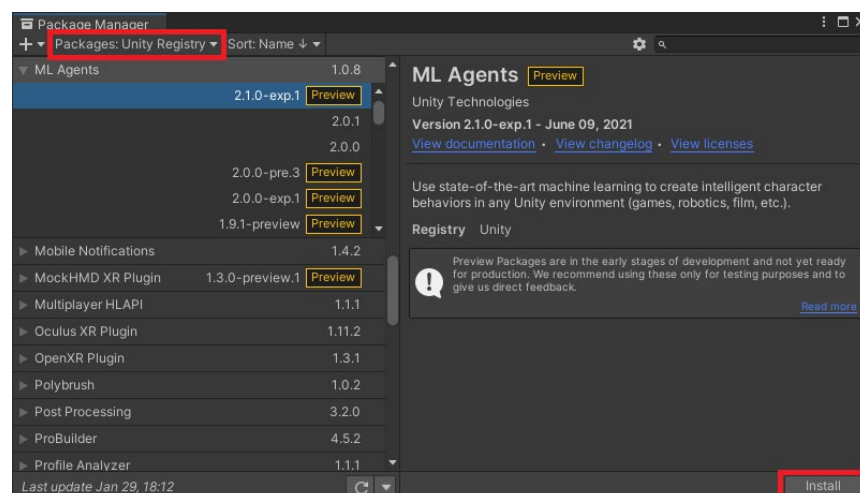 Package Manager
Packages: Unity Registry Sort: Name ↓
ML Agents 1.0.8
2.1.0-exp.1 Preview
2.0.1
2.0.0
2.0.0-pre.3 Preview
2.0.0-exp.1 Preview
1.9.1-preview Preview
Mobile Notifications 1.4.2
MockHMD XR Plugin 1.3.0-preview.1 Preview
Multiplayer HLAPI 1.1.1
Oculus XR Plugin 1.11.2
OpenXR Plugin 1.3.1
Polybrush 1.0.2
Post Processing 3.2.0
ProBuilder 4.5.2
Profile Analyzer 1.1.1
Last update Jan 29, 18:12
ML Agents Preview
Unity Technologies
Version 2.1.0-exp.1 - June 09, 2021
View documentation • View changelog • View licenses
Use state-of-the-art machine learning to create intelligent character
behaviors in any Unity environment (games, robotics, film, etc.).
Registry Unity
Preview Packages are in the early stages of development and not yet ready
for production. We recommend using these only for testing purposes and to
give us direct feedback.
Read more
Install